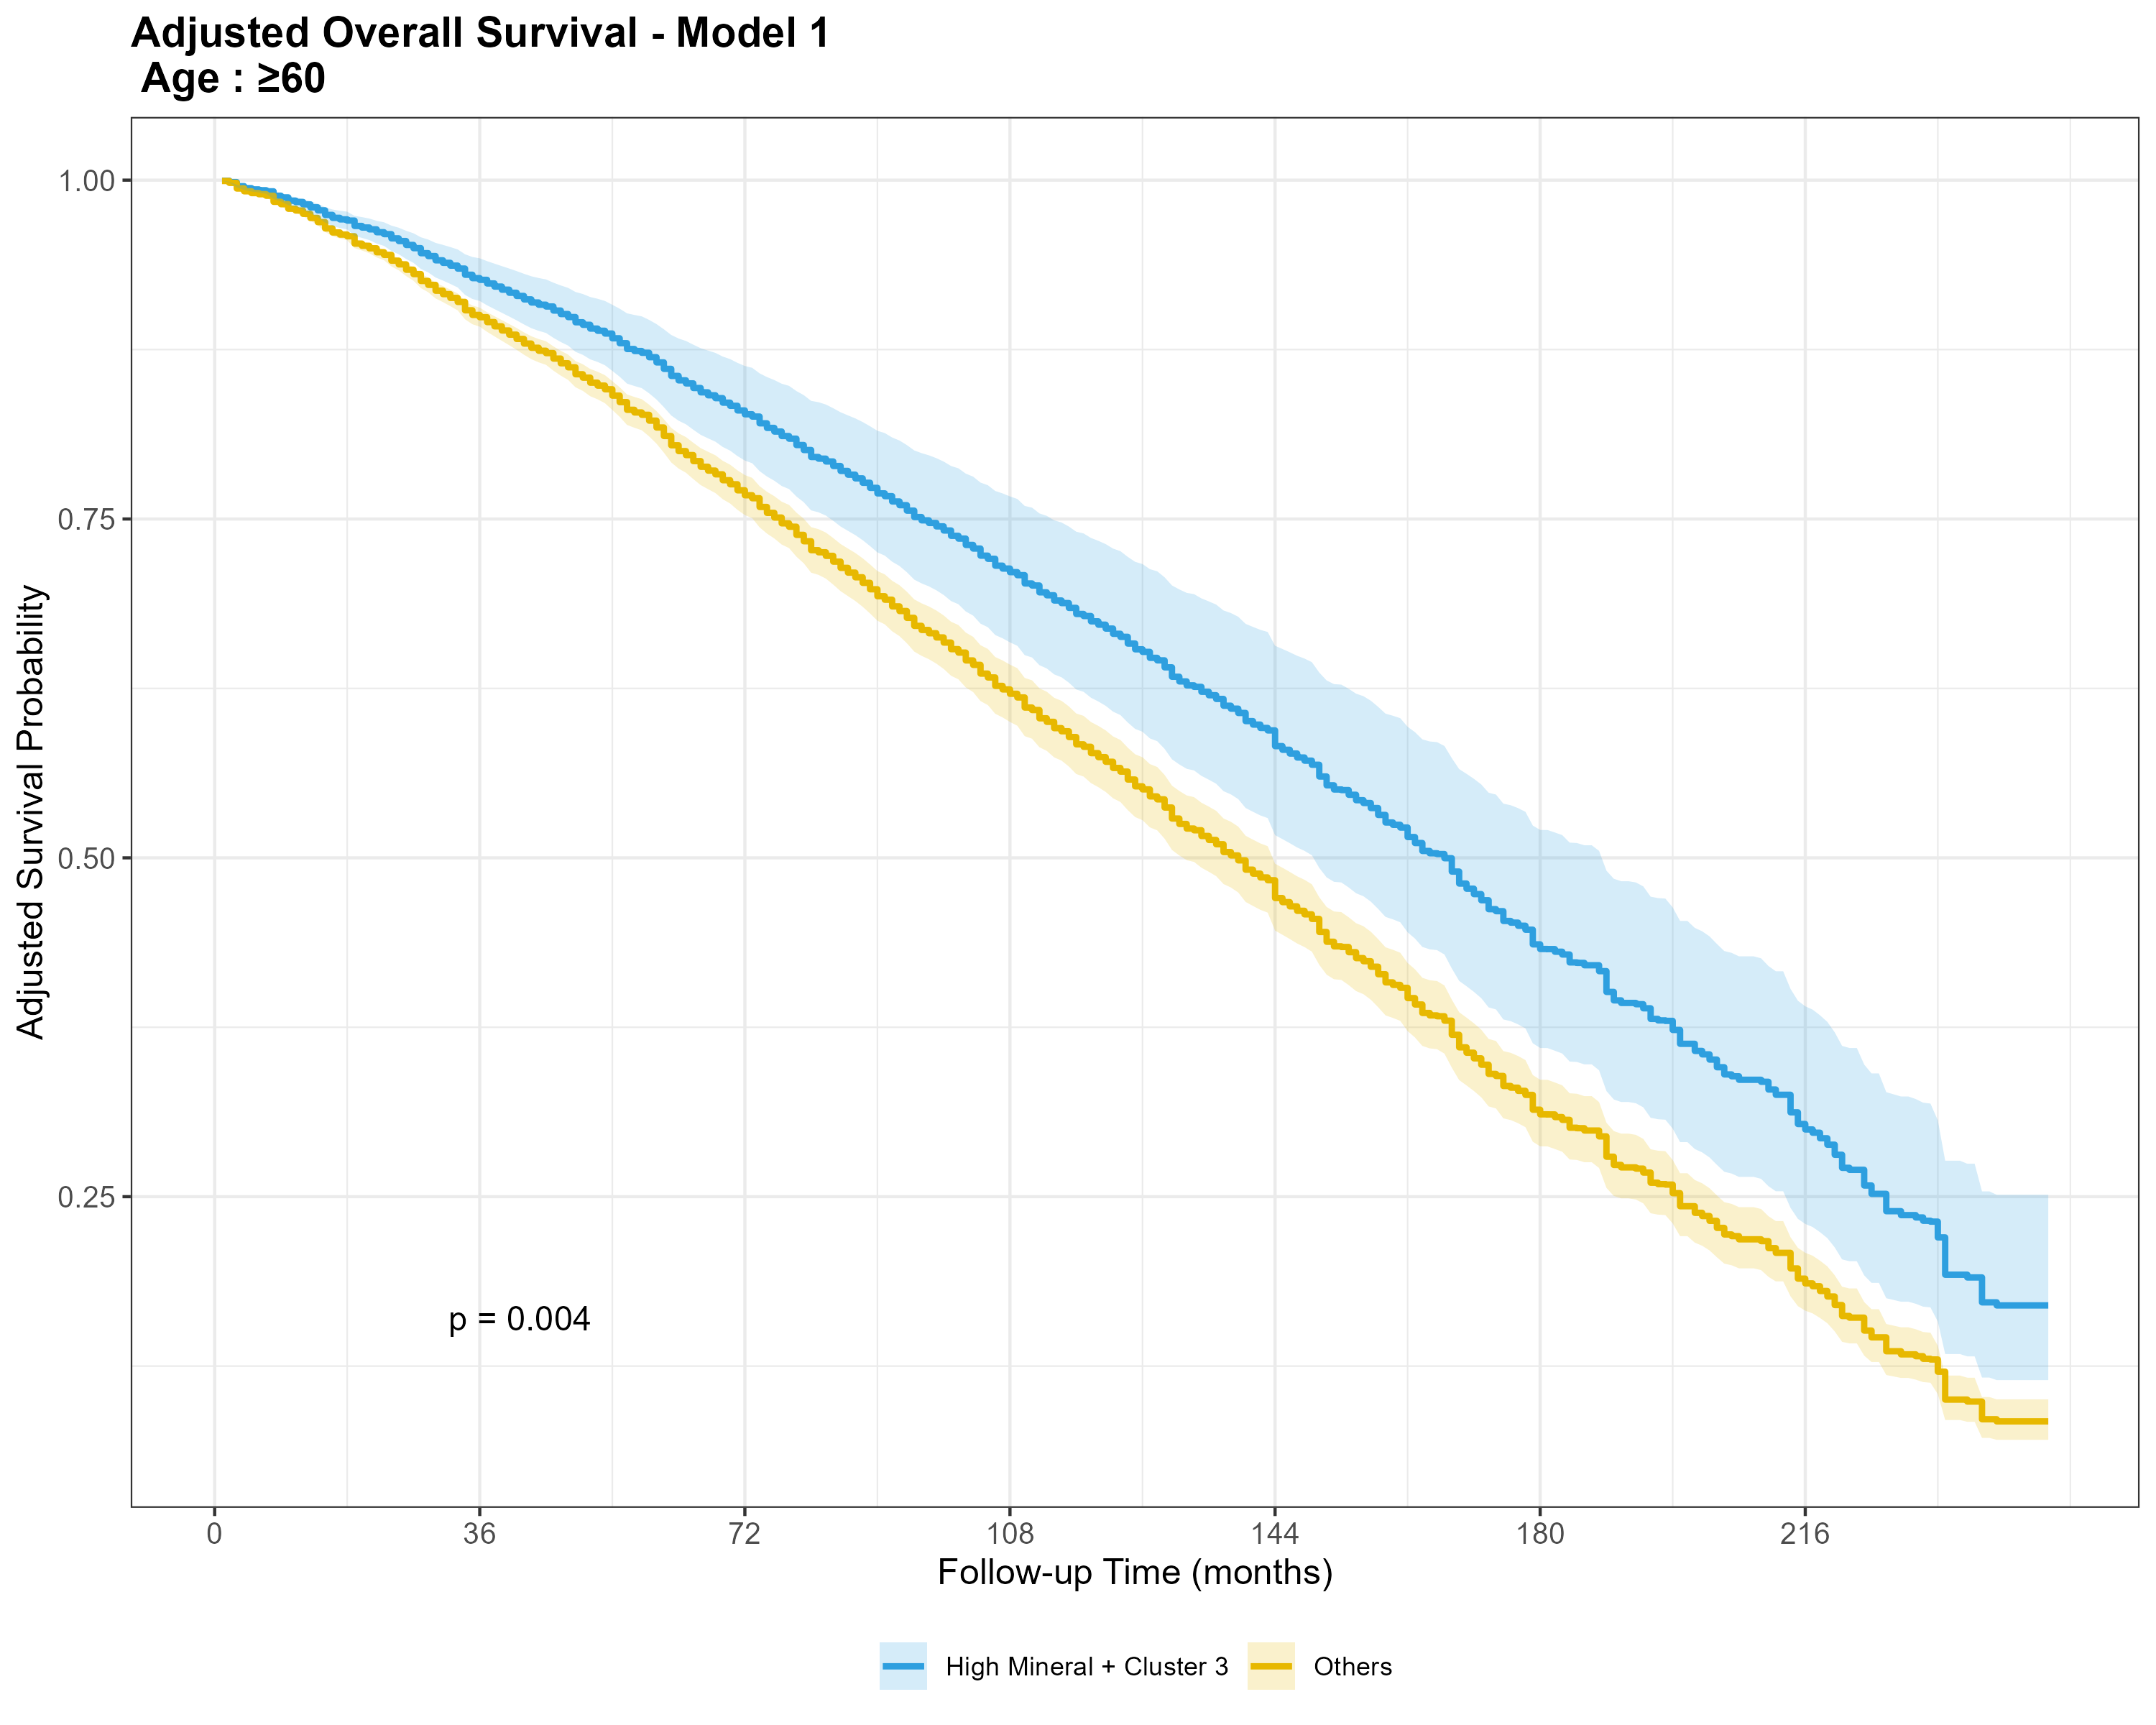 Adjusted Overall Survival - Model 1
Age : ≥60
Adjusted Survival Probability
1.00
0.75
0.50
0.25
p = 0.004
0 36 72 108 144 180 216
Follow-up Time (months)
High Mineral + Cluster 3 Others